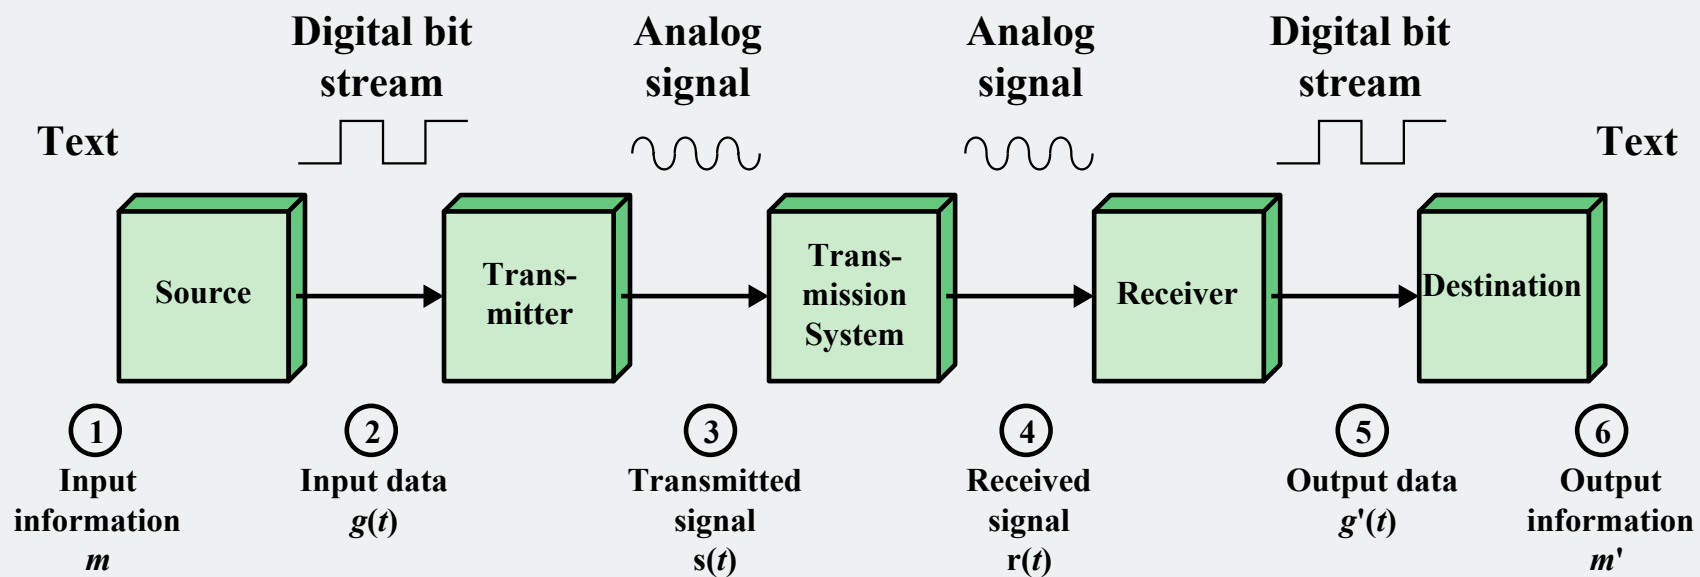 Digital bit
stream
Analog
signal
Analog
signal
Digital bit
stream
Text
Text
Source
Trans-
mitter
Trans-
mission
System
Receiver
Destination
1
Input
information
m
2
Input data
g(t)
3
Transmitted
signal
s(t)
4
Received
signal
r(t)
5
Output data
g'(t)
6
Output
information
m'